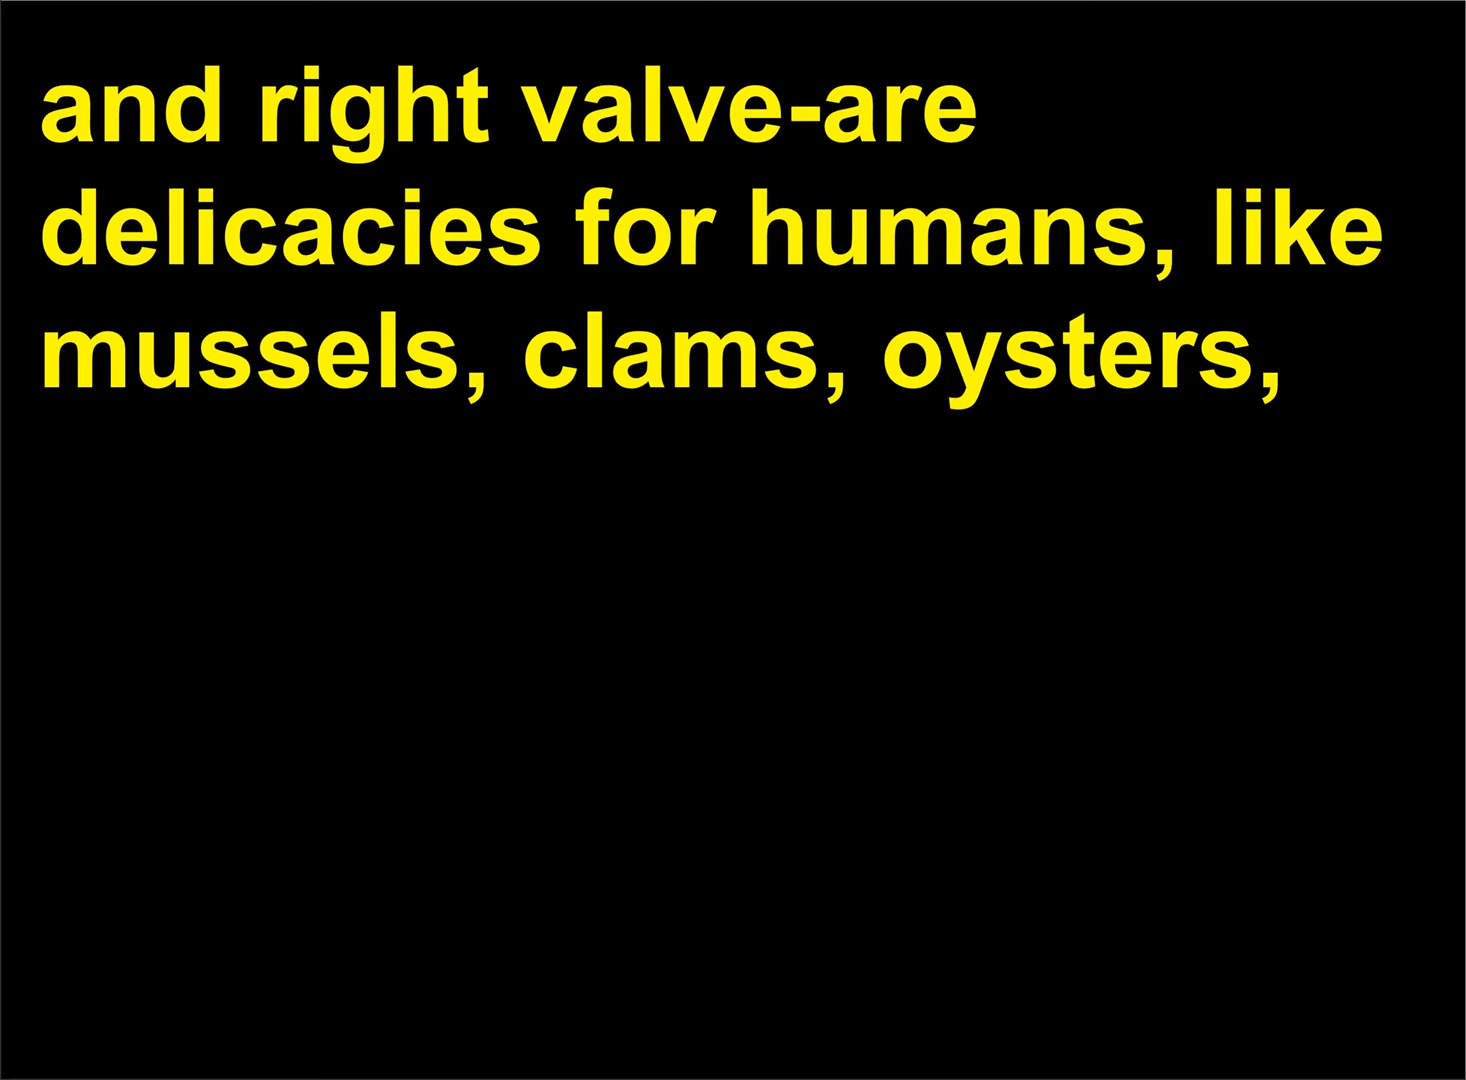 and right valve-are
delicacies for humans, like
mussels, clams, oysters,